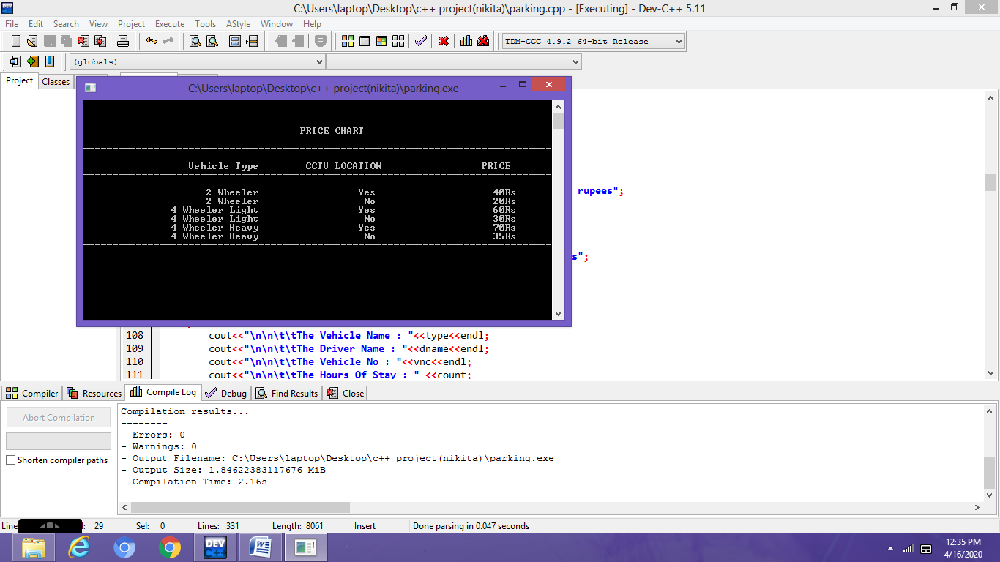 C:\Users\laptop\Desktop\c++ project(nikita)\parking.cpp - [Executing] - Dev-C++ 5.11
File Edit Search View Project Execute Tools AStyle Window Help
TDM-GCC 4.9.2 64-bit Release
(globals)
Project Classes
C:\Users\laptop\Desktop\c++ project(nikita)\parking.exe
PRICE CHART
Vehicle Type CCTV LOCATION PRICE
2 Wheeler Yes 40Rs
2 Wheeler No 20Rs
4 Wheeler Light Yes 60Rs
4 Wheeler Light No 30Rs
4 Wheeler Heavy Yes 70Rs
4 Wheeler Heavy No 35Rs
rupees";
s";
108 cout<<"\n\n\t\tThe Vehicle Name : "<<type<<endl;
109 cout<<"\n\n\t\tThe Driver Name : "<<dname<<endl;
110 cout<<"\n\n\t\tThe Vehicle No : "<<vno<<endl;
111 cout<<"\n\n\t\tThe Hours Of Stay : " <<count;
Compiler Resources Compile Log Debug Find Results Close
Abort Compilation
Shorten compiler paths
Compilation results...
--------
- Errors: 0
- Warnings: 0
- Output Filename: C:\Users\laptop\Desktop\c++ project(nikita)\parking.exe
- Output Size: 1.84622383117676 MiB
- Compilation Time: 2.16s
Line: 29 Sel: 0 Lines: 331 Length: 8061 Insert Done parsing in 0.047 seconds
DEV C++
12:35 PM
4/16/2020